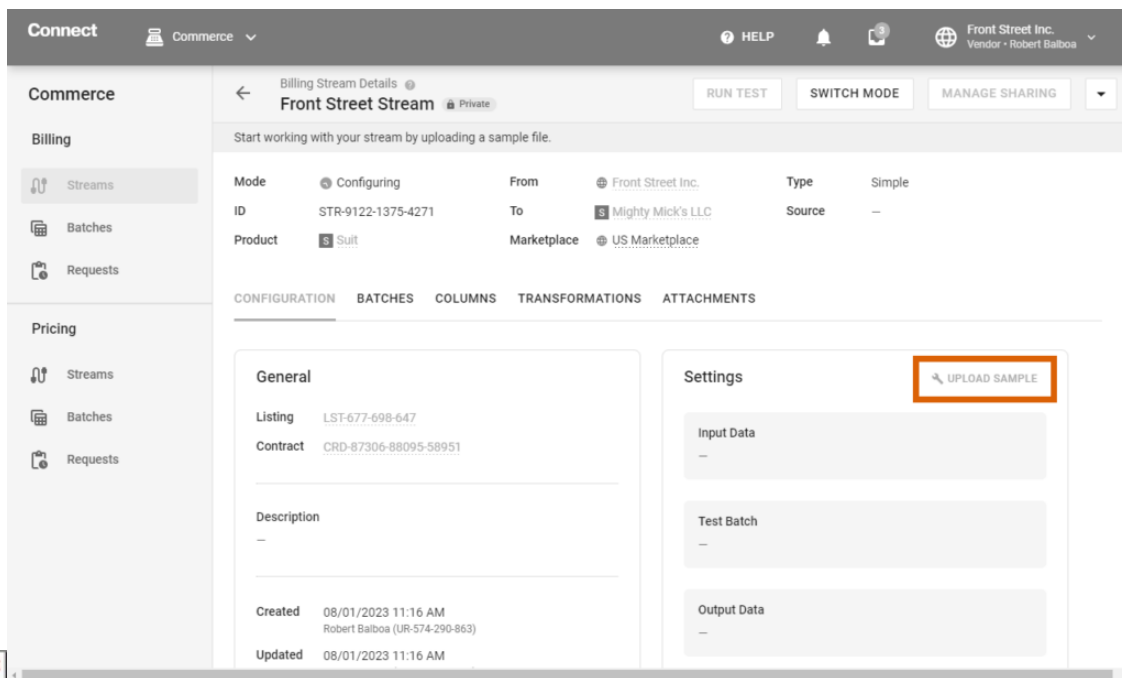 Connect
Commerce
HELP
3
Front Street Inc.
Vendor • Robert Balboa
Commerce
Billing
Streams
Batches
Requests
Pricing
Streams
Batches
Requests
Billing Stream Details
Front Street Stream Private
RUN TEST
SWITCH MODE
MANAGE SHARING
Start working with your stream by uploading a sample file.
Mode Configuring
From Front Street Inc.
Type Simple
ID STR-9122-1375-4271
To S Mighty Mick's LLC
Source —
Product S Suit
Marketplace US Marketplace
CONFIGURATION BATCHES COLUMNS TRANSFORMATIONS ATTACHMENTS
General
Listing LST-677-698-647
Contract CRD-87306-88095-58951
Description
—
Created 08/01/2023 11:16 AM
Robert Balboa (UR-574-290-863)
Updated 08/01/2023 11:16 AM
Settings
UPLOAD SAMPLE
Input Data
—
Test Batch
—
Output Data
—